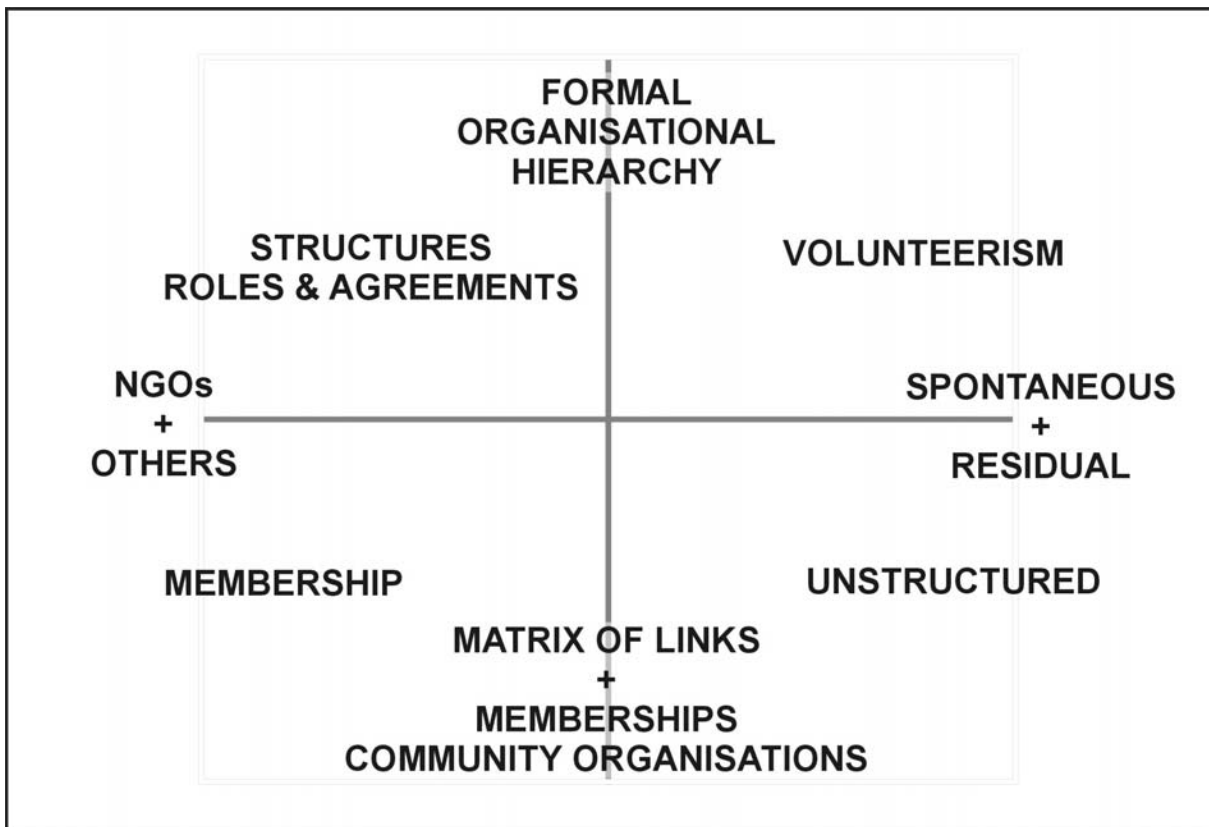 FORMAL
ORGANISATIONAL
HIERARCHY
STRUCTURES
ROLES & AGREEMENTS
VOLUNTEERISM
NGOs
+
OTHERS
SPONTANEOUS
+
RESIDUAL
MEMBERSHIP
UNSTRUCTURED
MATRIX OF LINKS
+
MEMBERSHIPS
COMMUNITY ORGANISATIONS